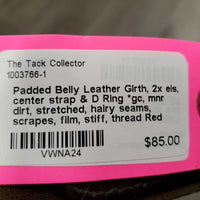 The Tack Collector
1003766-1
Padded Belly Leather Girth, 2x els,
center strap & D Ring *gc, mnr
dirt, stretched, hairy seams,
scrapes, film, stiff, thread Red
$85.00
VWNA24